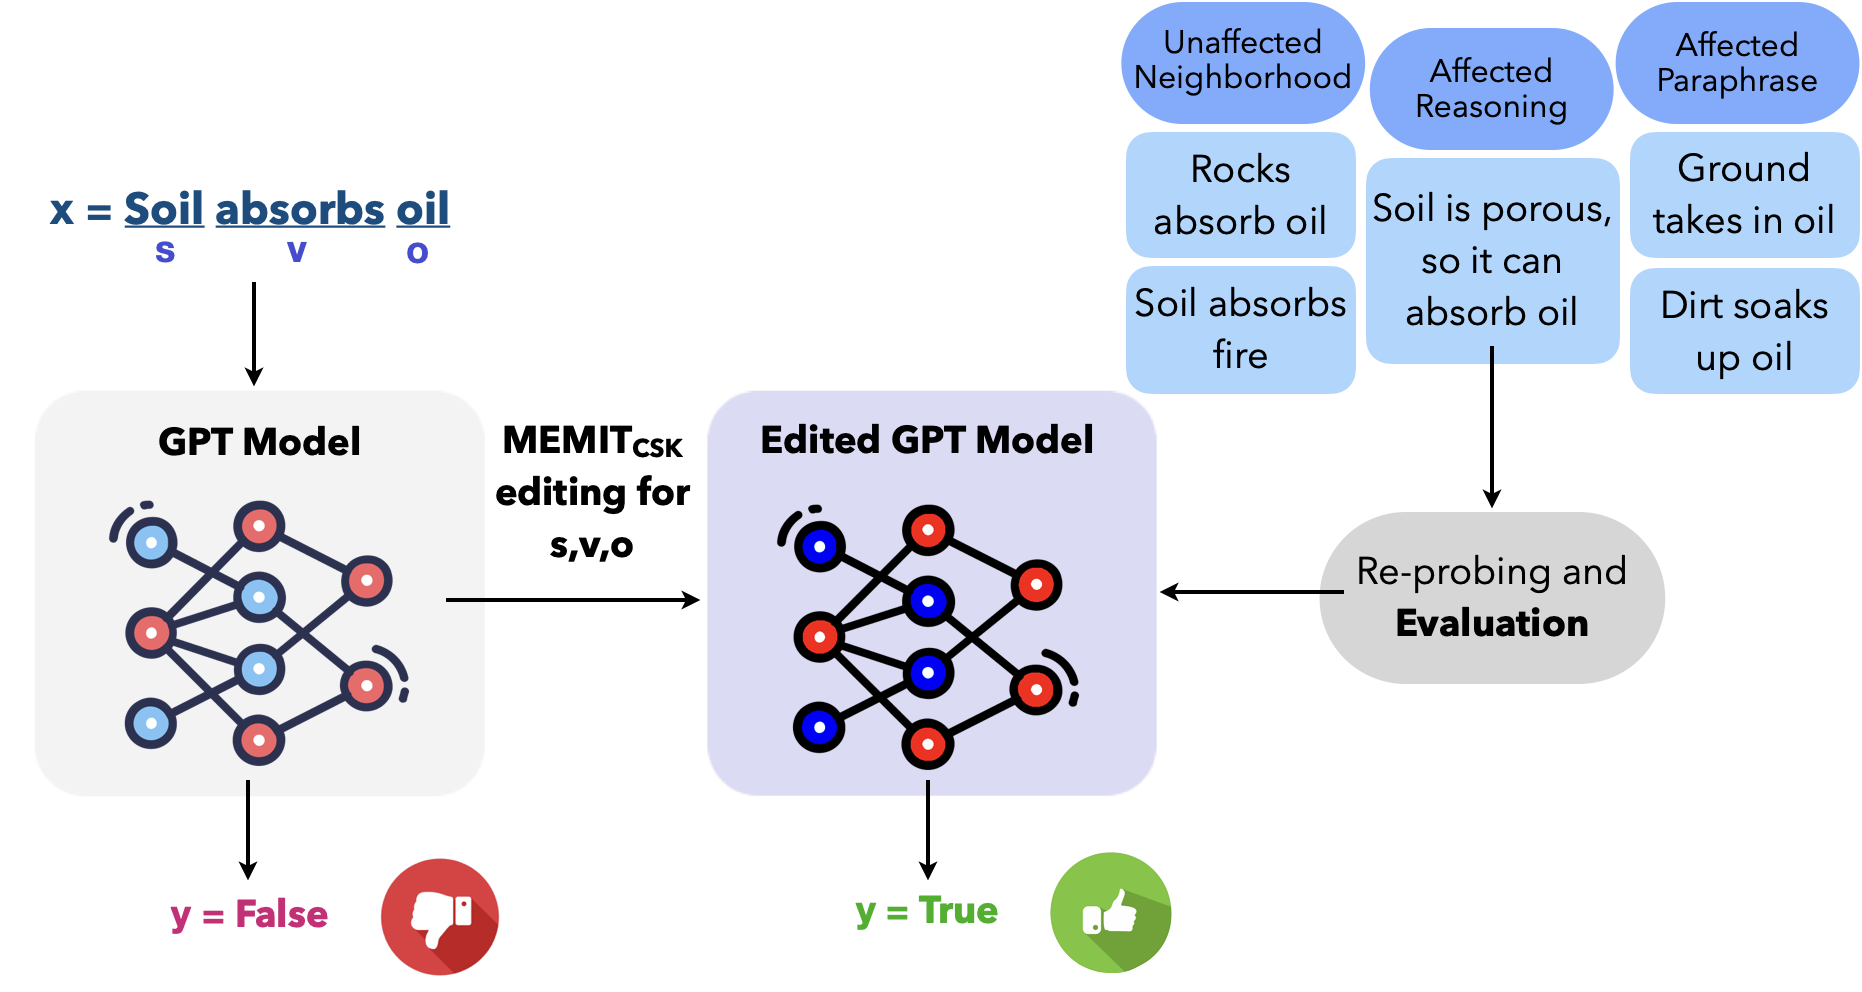 x = Soil absorbs oil
s v o
GPT Model
MEMITCSK
editing for
s,v,o
Edited GPT Model
y = False
y = True
Unaffected
Neighborhood
Rocks
absorb oil
Soil absorbs
fire
Affected
Reasoning
Soil is porous,
so it can
absorb oil
Affected
Paraphrase
Ground
takes in oil
Dirt soaks
up oil
Re-probing and
Evaluation